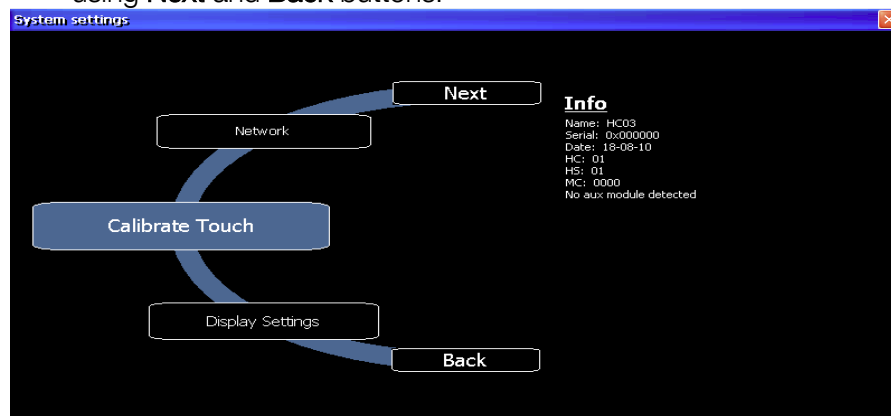 using Next and Back buttons.
System settings
Next
Network
Calibrate Touch
Display Settings
Back
Info
Name: HC03
Serial: 0x000000
Date: 18-08-10
HC: 01
HS: 01
MC: 0000
No aux module detected